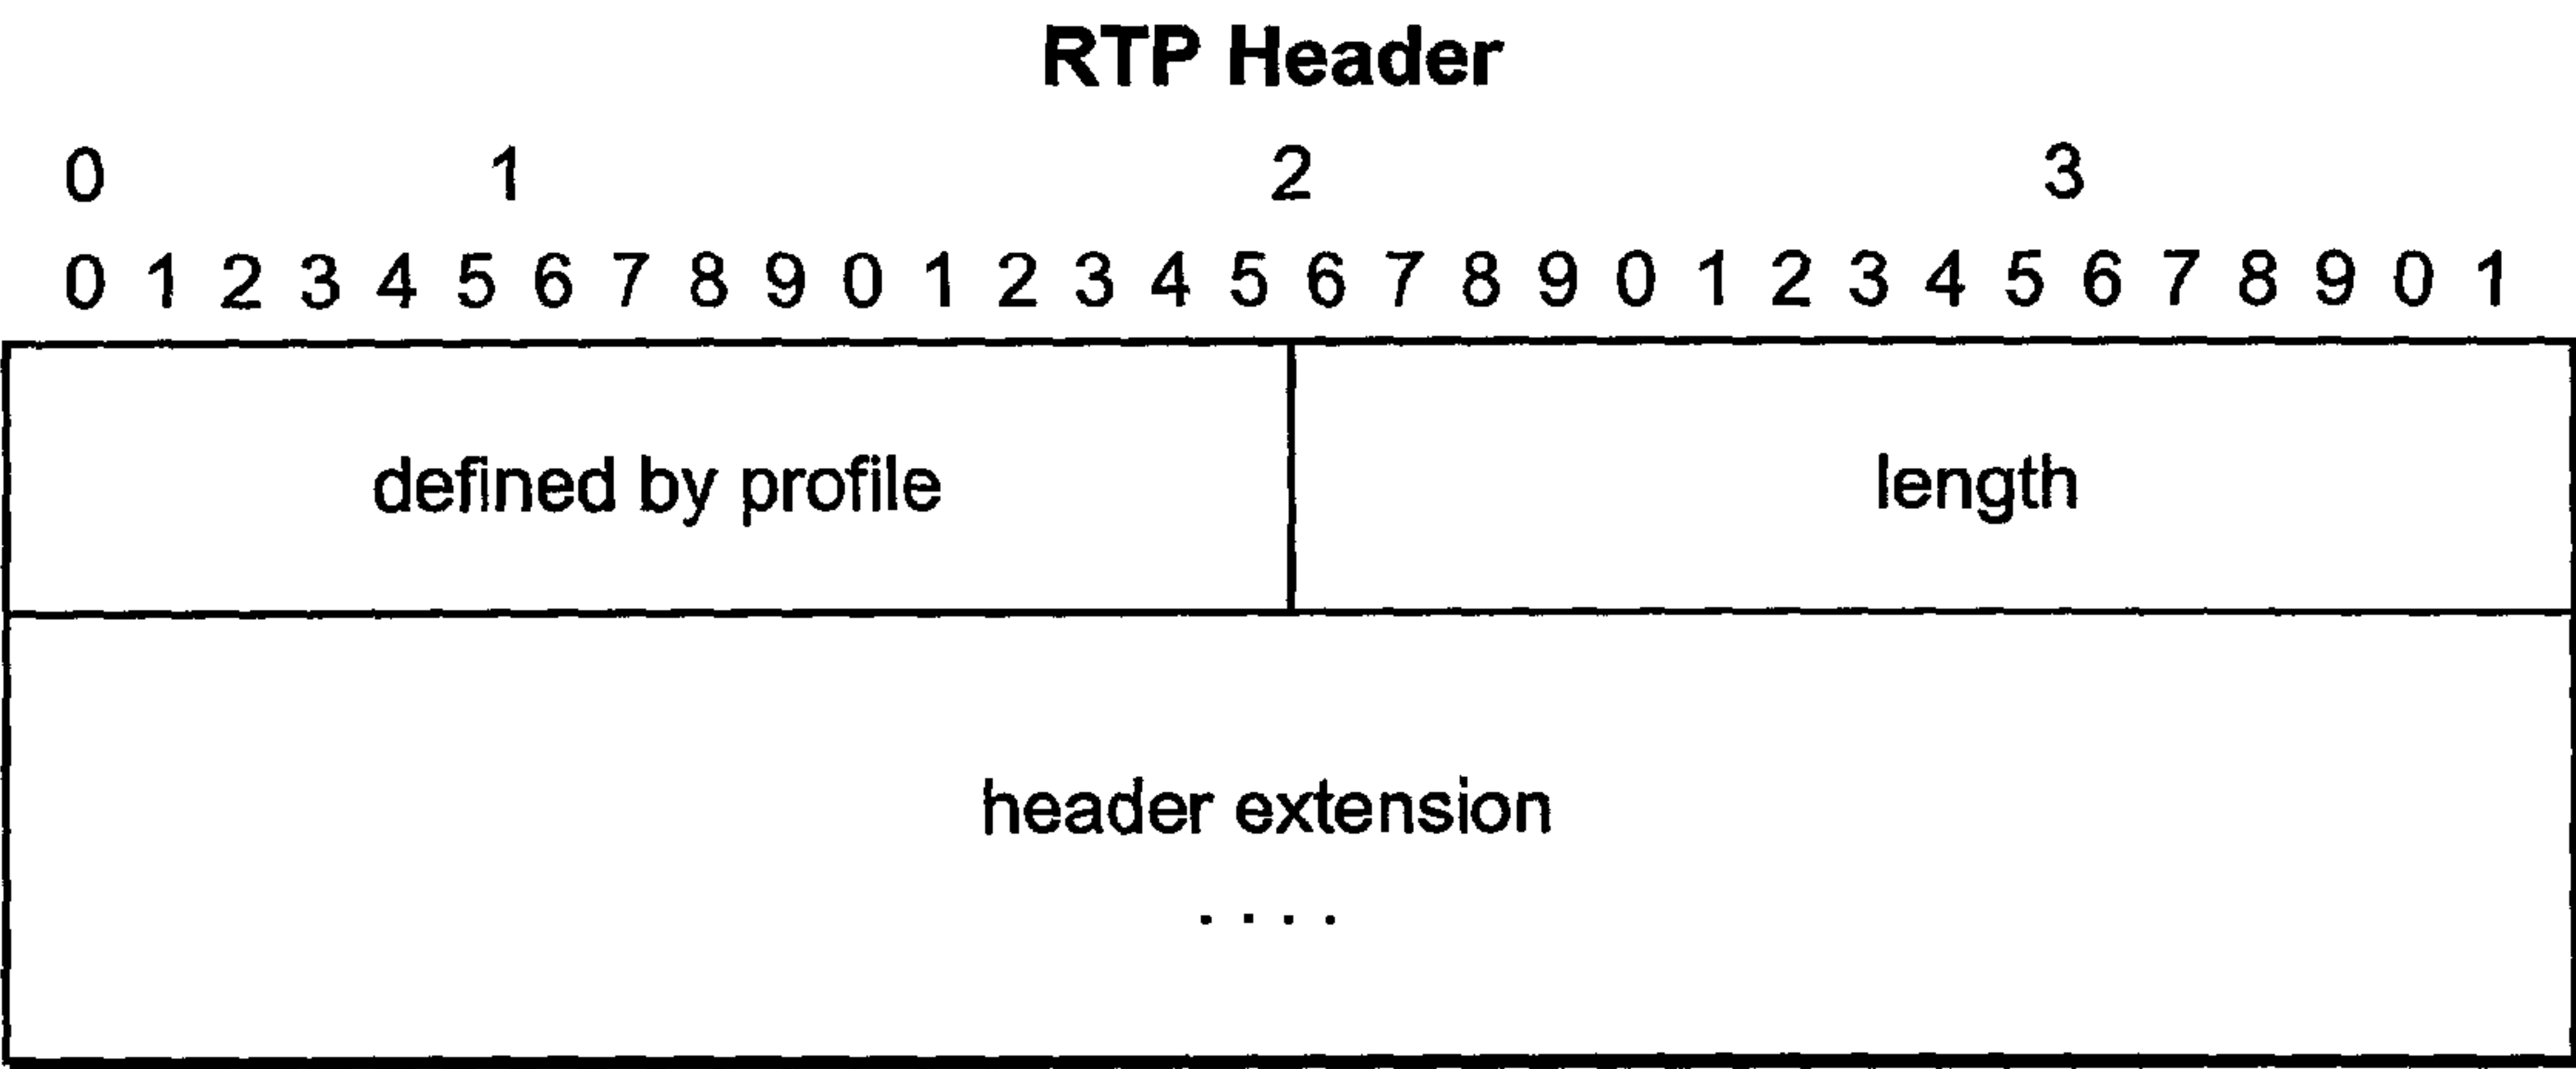 RTP Header
0 1 2 3
0 1 2 3 4 5 6 7 8 9 0 1 2 3 4 5 6 7 8 9 0 1 2 3 4 5 6 7 8 9 0 1
defined by profile length
header extension
. . . .